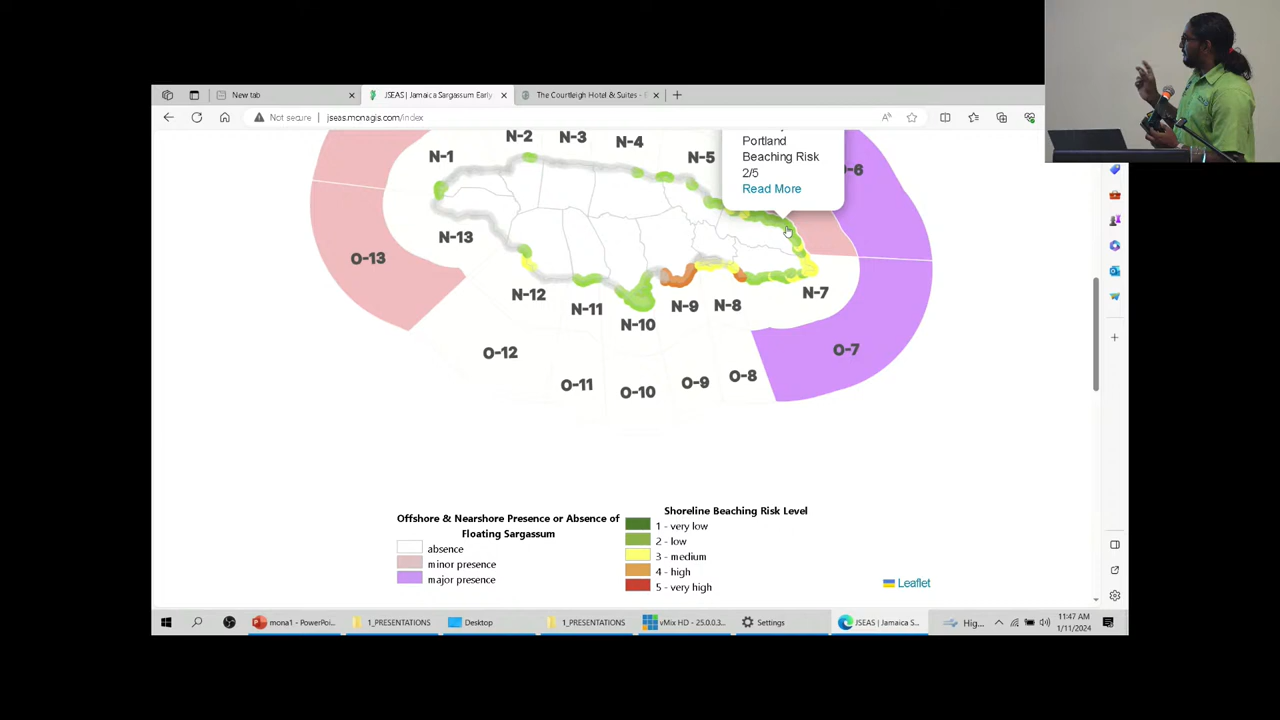 New tab
JSEAS | Jamaica Sargassum Early
The Courtleigh Hotel & Suites -
Not secure
jseas.monagis.com/index
N-1
N-2
N-3
N-4
N-5
Portland
Beaching Risk
2/5
Read More
-6
O-13
N-13
N-12
N-11
N-10
N-9
N-8
N-7
O-12
O-11
O-10
O-9
O-8
O-7
Offshore & Nearshore Presence or Absence of
Floating Sargassum
absence
minor presence
major presence
Shoreline Beaching Risk Level
1 - very low
2 - low
3 - medium
4 - high
5 - very high
Leaflet
mona1 - PowerPoi...
1_PRESENTATIONS
Desktop
1_PRESENTATIONS
vMix HD - 25.0.0.3...
Settings
JSEAS | Jamaica S...
Hig...
11:47 AM
1/11/2024